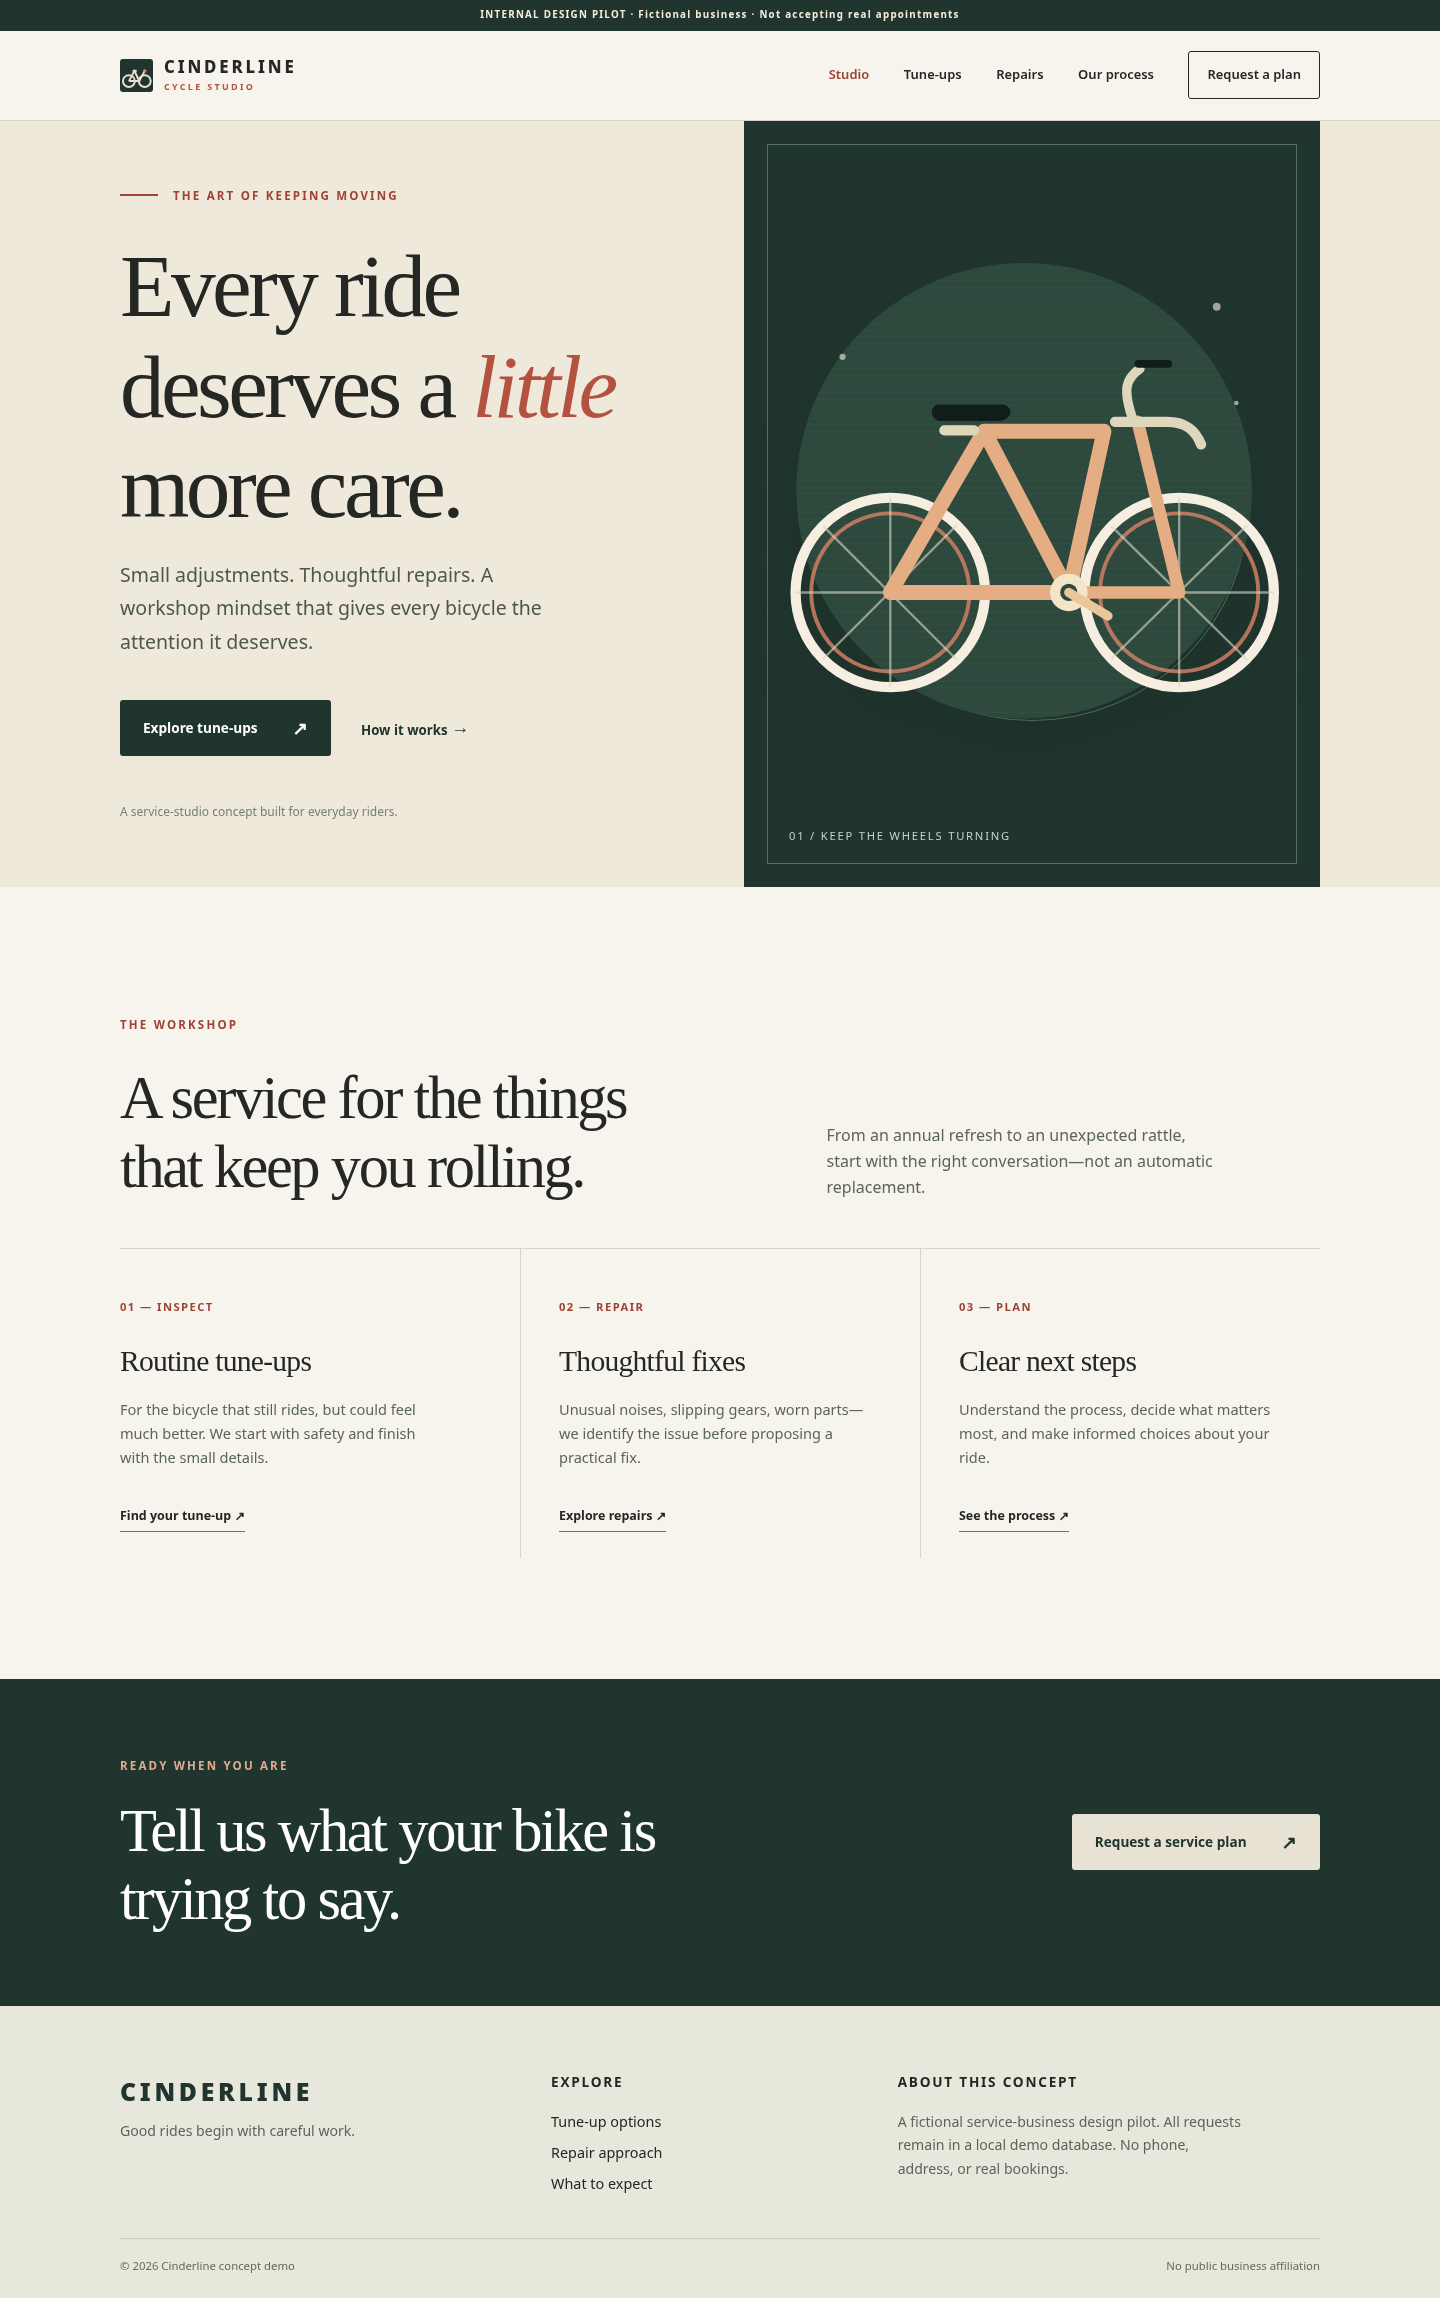 INTERNAL DESIGN PILOT · Fictional business · Not accepting real appointments
CINDERLINE
CYCLE STUDIO
Studio
Tune-ups
Repairs
Our process
Request a plan
THE ART OF KEEPING MOVING
Every ride
deserves a little
more care.
Small adjustments. Thoughtful repairs. A
workshop mindset that gives every bicycle the
attention it deserves.
Explore tune-ups ↗
How it works →
A service-studio concept built for everyday riders.
01 / KEEP THE WHEELS TURNING
THE WORKSHOP
A service for the things
that keep you rolling.
From an annual refresh to an unexpected rattle,
start with the right conversation—not an automatic
replacement.
01 — INSPECT
Routine tune-ups
For the bicycle that still rides, but could feel
much better. We start with safety and finish
with the small details.
Find your tune-up ↗
02 — REPAIR
Thoughtful fixes
Unusual noises, slipping gears, worn parts—
we identify the issue before proposing a
practical fix.
Explore repairs ↗
03 — PLAN
Clear next steps
Understand the process, decide what matters
most, and make informed choices about your
ride.
See the process ↗
READY WHEN YOU ARE
Tell us what your bike is
trying to say.
Request a service plan ↗
CINDERLINE
Good rides begin with careful work.
EXPLORE
Tune-up options
Repair approach
What to expect
ABOUT THIS CONCEPT
A fictional service-business design pilot. All requests
remain in a local demo database. No phone,
address, or real bookings.
© 2026 Cinderline concept demo
No public business affiliation